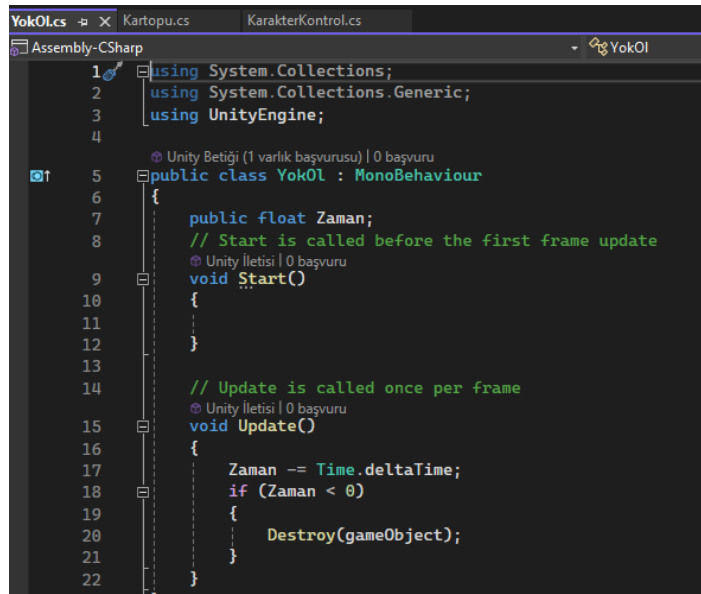 YokOl.cs Kartopu.cs KarakterKontrol.cs
Assembly-CSharp YokOl
1 using System.Collections;
2 using System.Collections.Generic;
3 using UnityEngine;
4
Unity Betiği (1 varlık başvurusu) | 0 başvuru
5 public class YokOl : MonoBehaviour
6 {
7 public float Zaman;
8 // Start is called before the first frame update
Unity İletisi | 0 başvuru
9 void Start()
10 {
11
12 }
13
14 // Update is called once per frame
Unity İletisi | 0 başvuru
15 void Update()
16 {
17 Zaman -= Time.deltaTime;
18 if (Zaman < 0)
19 {
20 Destroy(gameObject);
21 }
22 }